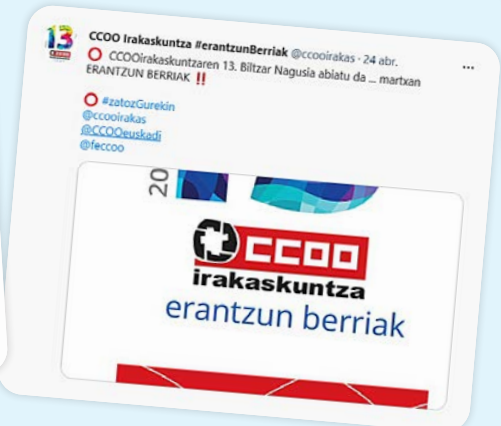 13
CCOO Irakaskuntza #erantzunBerriak @ccooirakas · 24 abr.
⭕ CCOOirakaskuntzaren 13. Biltzar Nagusia abiatu da ... martxan
ERANTZUN BERRIAK ‼
⭕ #zatozGurekin
@ccooirakas
@CCOOeuskadi
@feccoo
20
CCOO
irakaskuntza
erantzun berriak